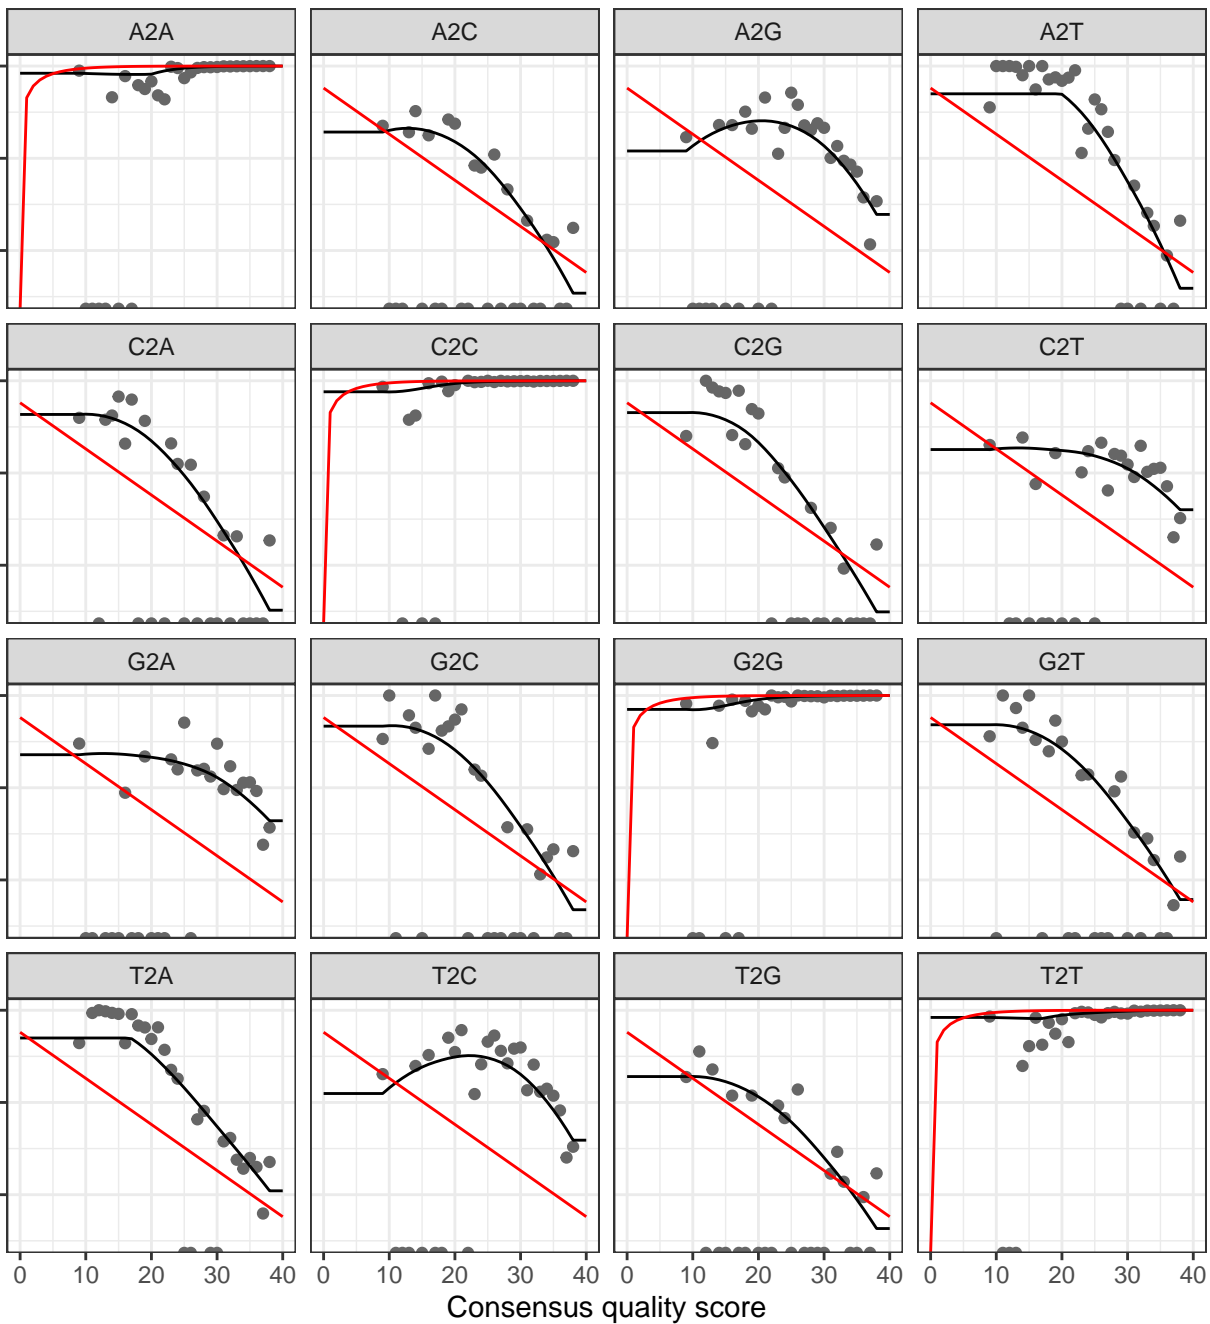 A2A A2C A2G A2T
C2A C2C C2G C2T
G2A G2C G2G G2T
T2A T2C T2G T2T
0 10 20 30 40 0 10 20 30 40 0 10 20 30 40 0 10 20 30 40
Consensus quality score